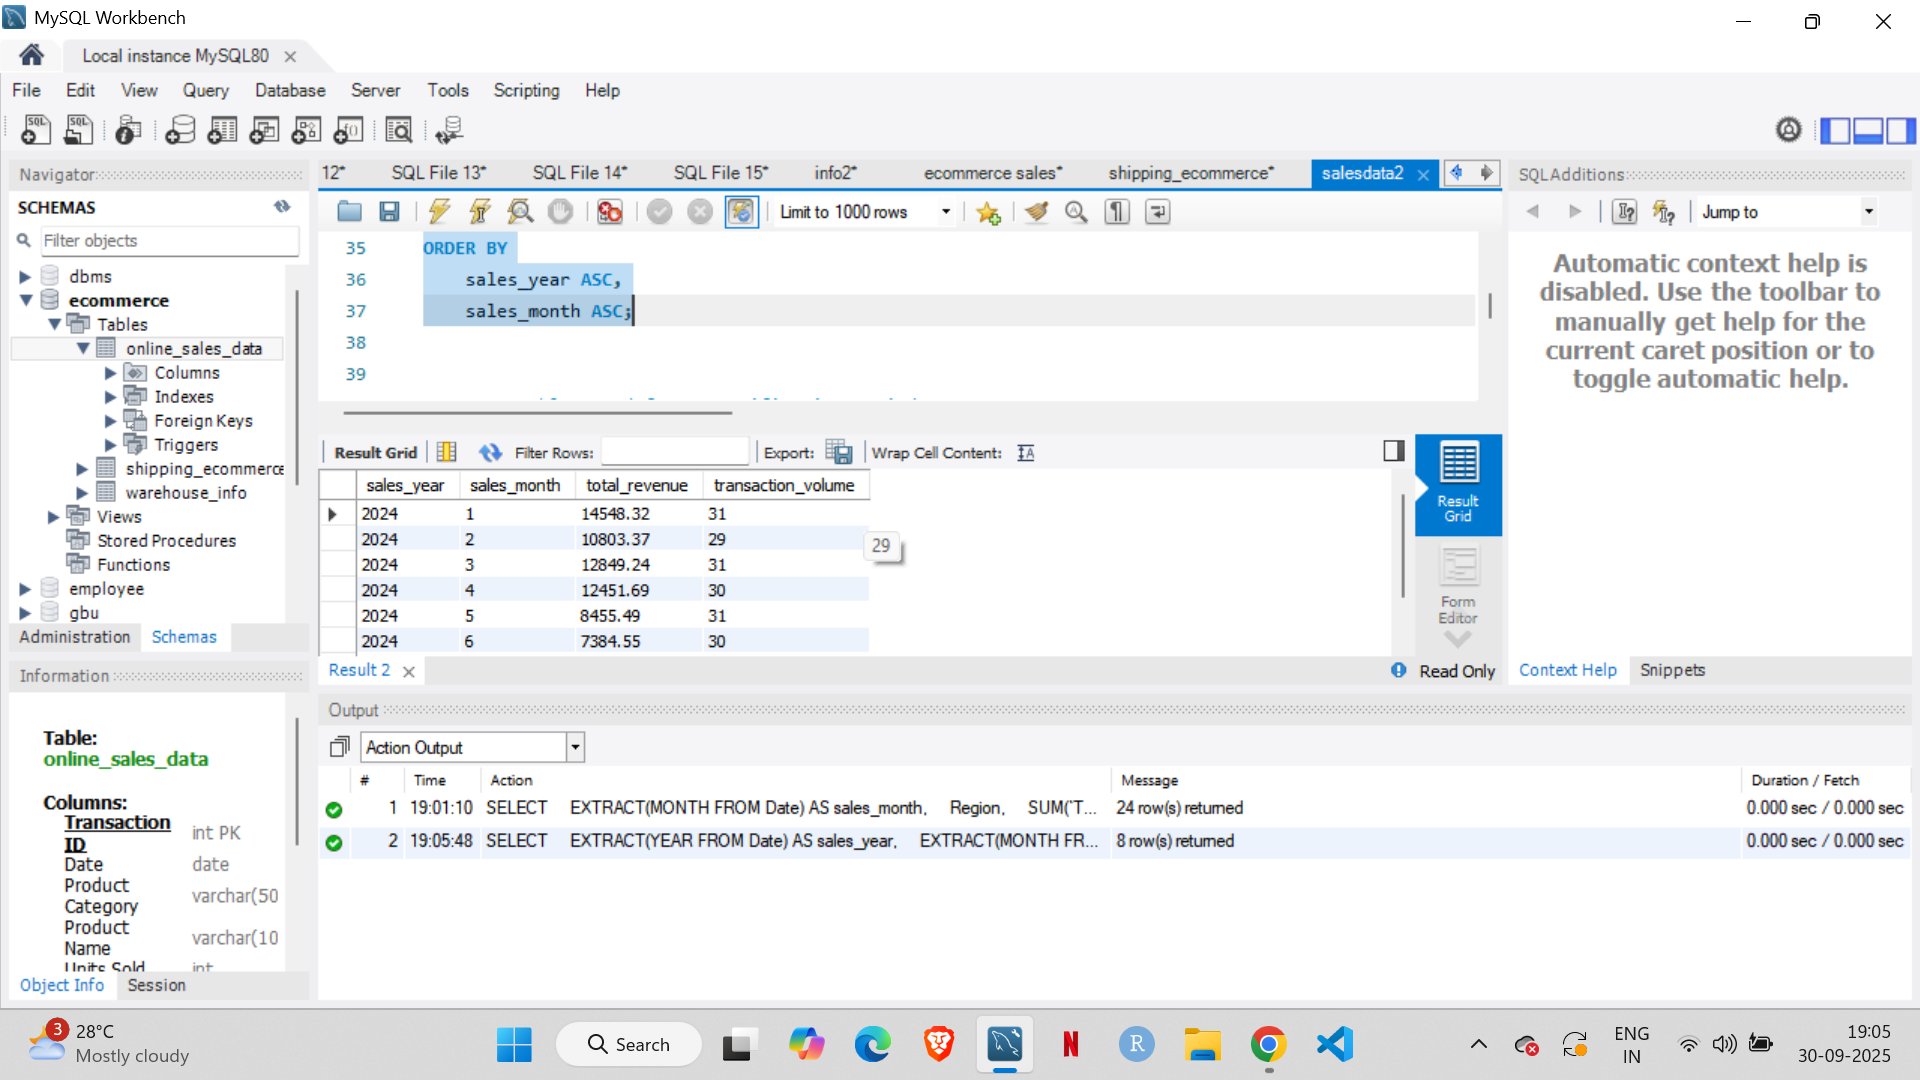 MySQL Workbench
Local instance MySQL80
File Edit View Query Database Server Tools Scripting Help
Navigator
SCHEMAS
Filter objects
dbms
ecommerce
Tables
online_sales_data
Columns
Indexes
Foreign Keys
Triggers
shipping_ecommerce
warehouse_info
Views
Stored Procedures
Functions
employee
gbu
Administration Schemas
Information
Table:
online_sales_data
Columns:
Transaction ID int PK
Date date
Product Category varchar(50
Product Name varchar(10
Units Sold int
Object Info Session
12* SQL File 13* SQL File 14* SQL File 15* info2* ecommerce sales* shipping_ecommerce* salesdata2
Limit to 1000 rows
35 ORDER BY
36 sales_year ASC,
37 sales_month ASC;
38
39
Result Grid Filter Rows: Export: Wrap Cell Content:
sales_year sales_month total_revenue transaction_volume
2024 1 14548.32 31
2024 2 10803.37 29
2024 3 12849.24 31
2024 4 12451.69 30
2024 5 8455.49 31
2024 6 7384.55 30
29
Result Grid
Form Editor
Result 2
Read Only
SQLAdditions
Jump to
Automatic context help is
disabled. Use the toolbar to
manually get help for the
current caret position or to
toggle automatic help.
Context Help Snippets
Output
Action Output
# Time Action Message Duration / Fetch
1 19:01:10 SELECT EXTRACT(MONTH FROM Date) AS sales_month, Region, SUM(`T... 24 row(s) returned 0.000 sec / 0.000 sec
2 19:05:48 SELECT EXTRACT(YEAR FROM Date) AS sales_year, EXTRACT(MONTH FR... 8 row(s) returned 0.000 sec / 0.000 sec
3
28°C
Mostly cloudy
Search
ENG
IN
19:05
30-09-2025